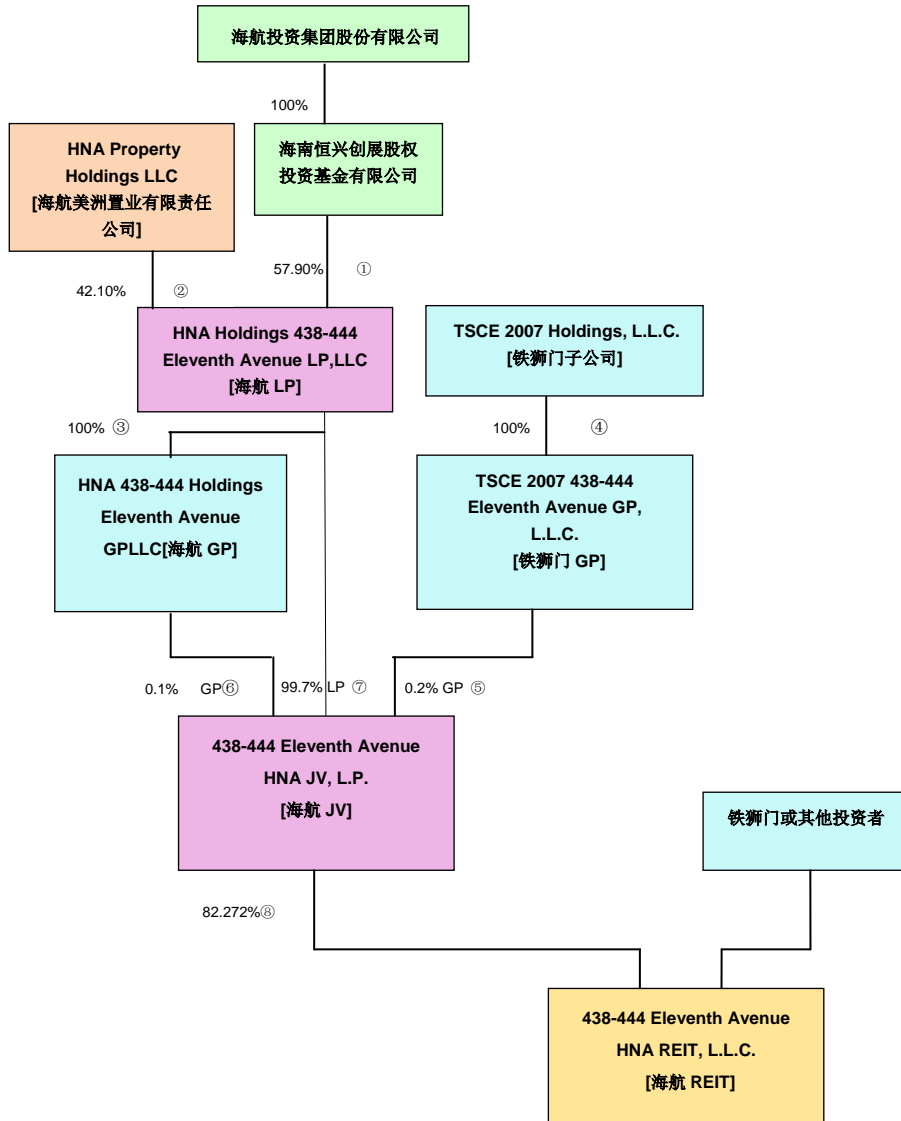 海航投资集团股份有限公司
100%
HNA Property
Holdings LLC
[海航美洲置业有限责任
公司]
海南恒兴创展股权
投资基金有限公司
57.90% ①
42.10% ②
HNA Holdings 438-444
Eleventh Avenue LP,LLC
[海航 LP]
TSCE 2007 Holdings, L.L.C.
[铁狮门子公司]
100% ③
100% ④
HNA 438-444 Holdings
Eleventh Avenue
GPLLC[海航 GP]
TSCE 2007 438-444
Eleventh Avenue GP,
L.L.C.
[铁狮门 GP]
0.1% GP⑥
99.7% LP ⑦
0.2% GP ⑤
438-444 Eleventh Avenue
HNA JV, L.P.
[海航 JV]
铁狮门或其他投资者
82.272%⑧
438-444 Eleventh Avenue
HNA REIT, L.L.C.
[海航 REIT]